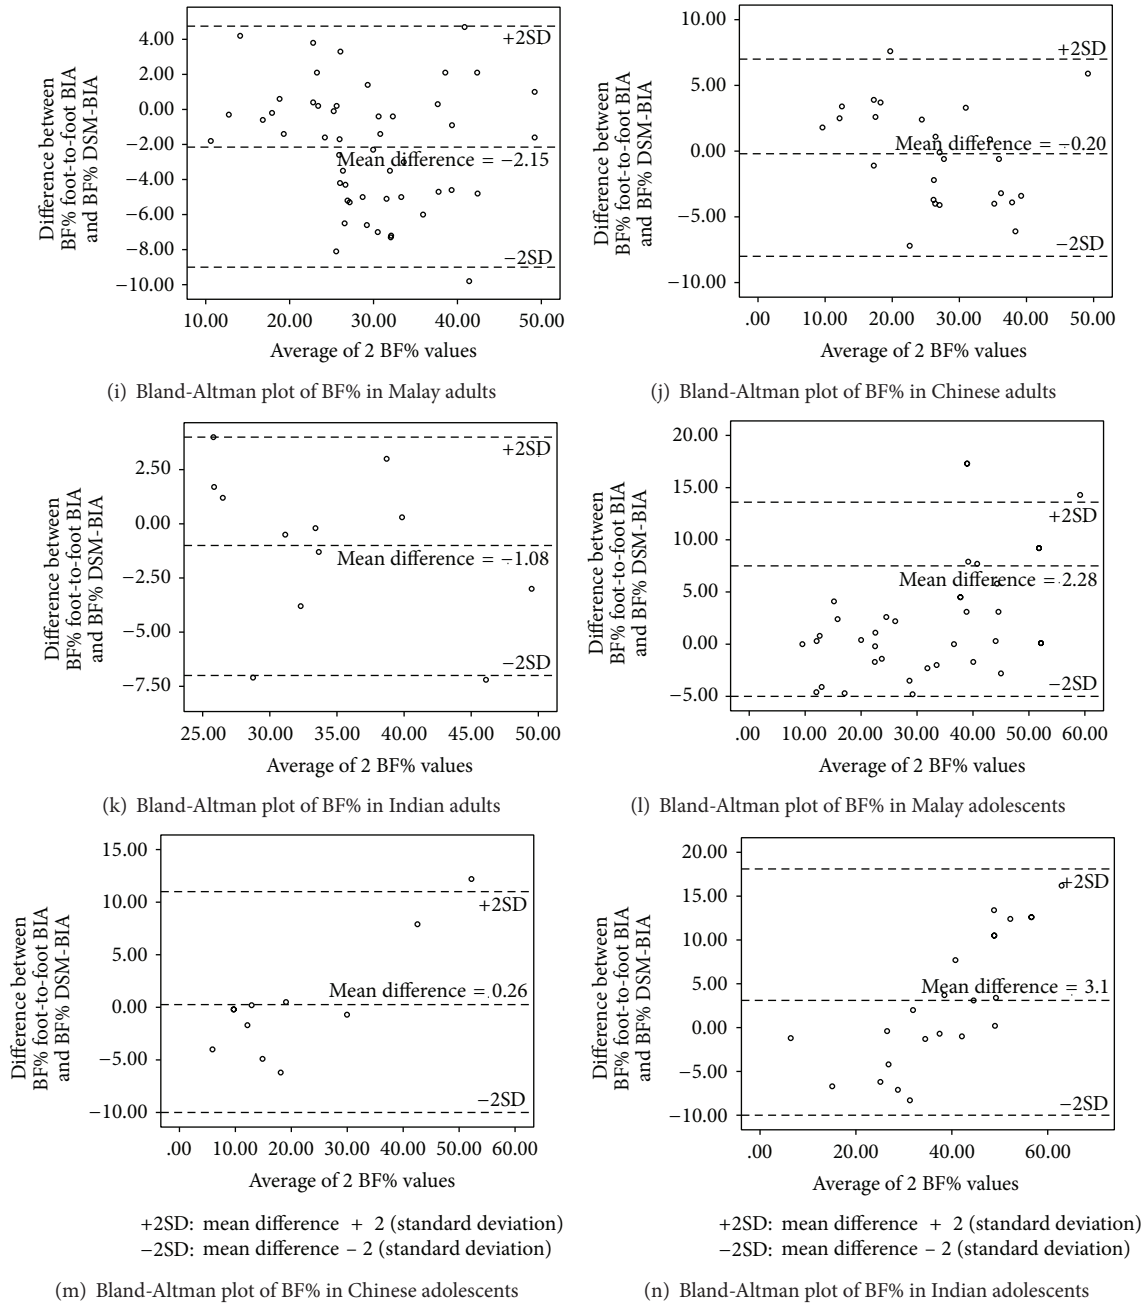 4.00
2.00
0.00
−2.00
−4.00
−6.00
−8.00
−10.00
Difference between
BF% foot-to-foot BIA
and BF% DSM-BIA
+2SD
Mean difference = −2.15
−2SD
10.00 20.00 30.00 40.00 50.00
Average of 2 BF% values
(i) Bland-Altman plot of BF% in Malay adults
10.00
5.00
0.00
−5.00
−10.00
Difference between
BF% foot-to-foot BIA
and BF% DSM-BIA
+2SD
Mean difference = −0.20
−2SD
.00 10.00 20.00 30.00 40.00 50.00
Average of 2 BF% values
(j) Bland-Altman plot of BF% in Chinese adults
2.50
0.00
−2.50
−5.00
−7.50
Difference between
BF% foot-to-foot BIA
and BF% DSM-BIA
+2SD
Mean difference = −1.08
−2SD
25.00 30.00 35.00 40.00 45.00 50.00
Average of 2 BF% values
(k) Bland-Altman plot of BF% in Indian adults
20.00
15.00
10.00
5.00
0.00
−5.00
Difference between
BF% foot-to-foot BIA
and BF% DSM-BIA
+2SD
Mean difference = 2.28
−2SD
.00 10.00 20.00 30.00 40.00 50.00 60.00
Average of 2 BF% values
(l) Bland-Altman plot of BF% in Malay adolescents
15.00
10.00
5.00
0.00
−5.00
−10.00
Difference between
BF% foot-to-foot BIA
and BF% DSM-BIA
+2SD
Mean difference = 0.26
−2SD
.00 10.00 20.00 30.00 40.00 50.00 60.00
Average of 2 BF% values
+2SD: mean difference + 2 (standard deviation)
−2SD: mean difference – 2 (standard deviation)
(m) Bland-Altman plot of BF% in Chinese adolescents
20.00
15.00
10.00
5.00
0.00
−5.00
−10.00
Difference between
BF% foot-to-foot BIA
and BF% DSM-BIA
+2SD
Mean difference = 3.1
−2SD
.00 20.00 40.00 60.00
Average of 2 BF% values
+2SD: mean difference + 2 (standard deviation)
−2SD: mean difference – 2 (standard deviation)
(n) Bland-Altman plot of BF% in Indian adolescents